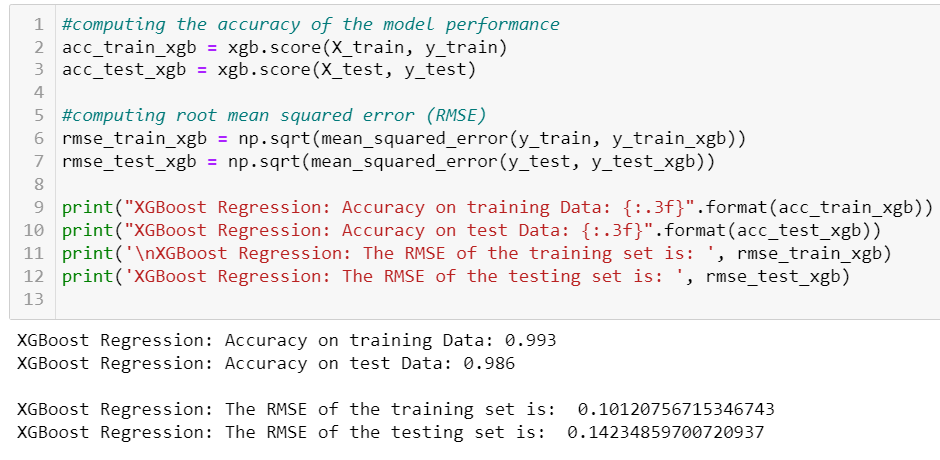 1 #computing the accuracy of the model performance
2 acc_train_xgb = xgb.score(X_train, y_train)
3 acc_test_xgb = xgb.score(X_test, y_test)
4
5 #computing root mean squared error (RMSE)
6 rmse_train_xgb = np.sqrt(mean_squared_error(y_train, y_train_xgb))
7 rmse_test_xgb = np.sqrt(mean_squared_error(y_test, y_test_xgb))
8
9 print("XGBoost Regression: Accuracy on training Data: {:.3f}".format(acc_train_xgb))
10 print("XGBoost Regression: Accuracy on test Data: {:.3f}".format(acc_test_xgb))
11 print('\nXGBoost Regression: The RMSE of the training set is: ', rmse_train_xgb)
12 print('XGBoost Regression: The RMSE of the testing set is: ', rmse_test_xgb)
13
XGBoost Regression: Accuracy on training Data: 0.993
XGBoost Regression: Accuracy on test Data: 0.986
XGBoost Regression: The RMSE of the training set is:  0.10120756715346743
XGBoost Regression: The RMSE of the testing set is:  0.14234859700720937